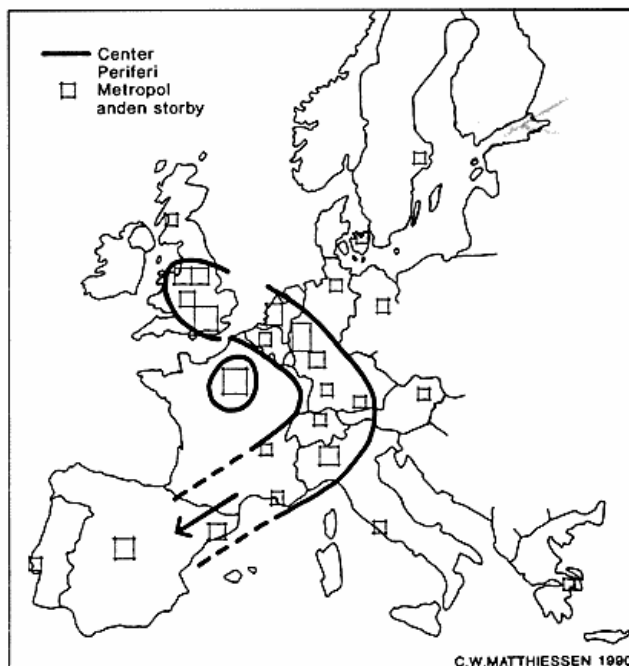 Center
Periferi
Metropol
anden storby
C.W.MATTHIESSEN 1990